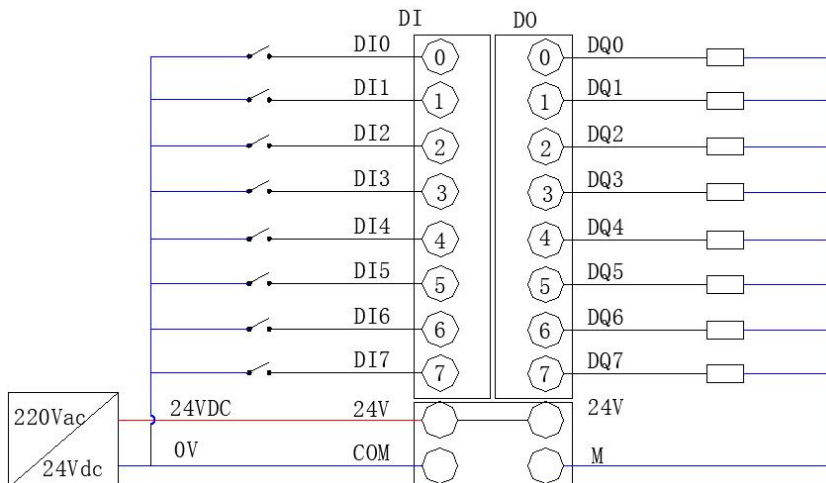 DI DO
DI0 0 0 DQ0
DI1 1 1 DQ1
DI2 2 2 DQ2
DI3 3 3 DQ3
DI4 4 4 DQ4
DI5 5 5 DQ5
DI6 6 6 DQ6
DI7 7 7 DQ7
220Vac 24VDC 24V 24V
24Vdc 0V COM M